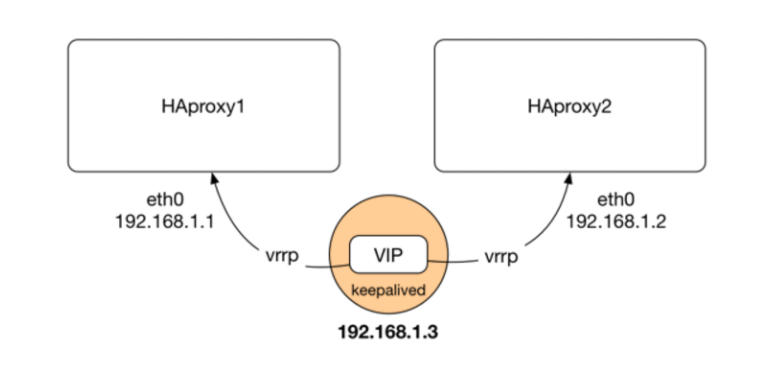 HAproxy1
HAproxy2
eth0
192.168.1.1
eth0
192.168.1.2
vrrp
VIP
vrrp
keepalived
192.168.1.3